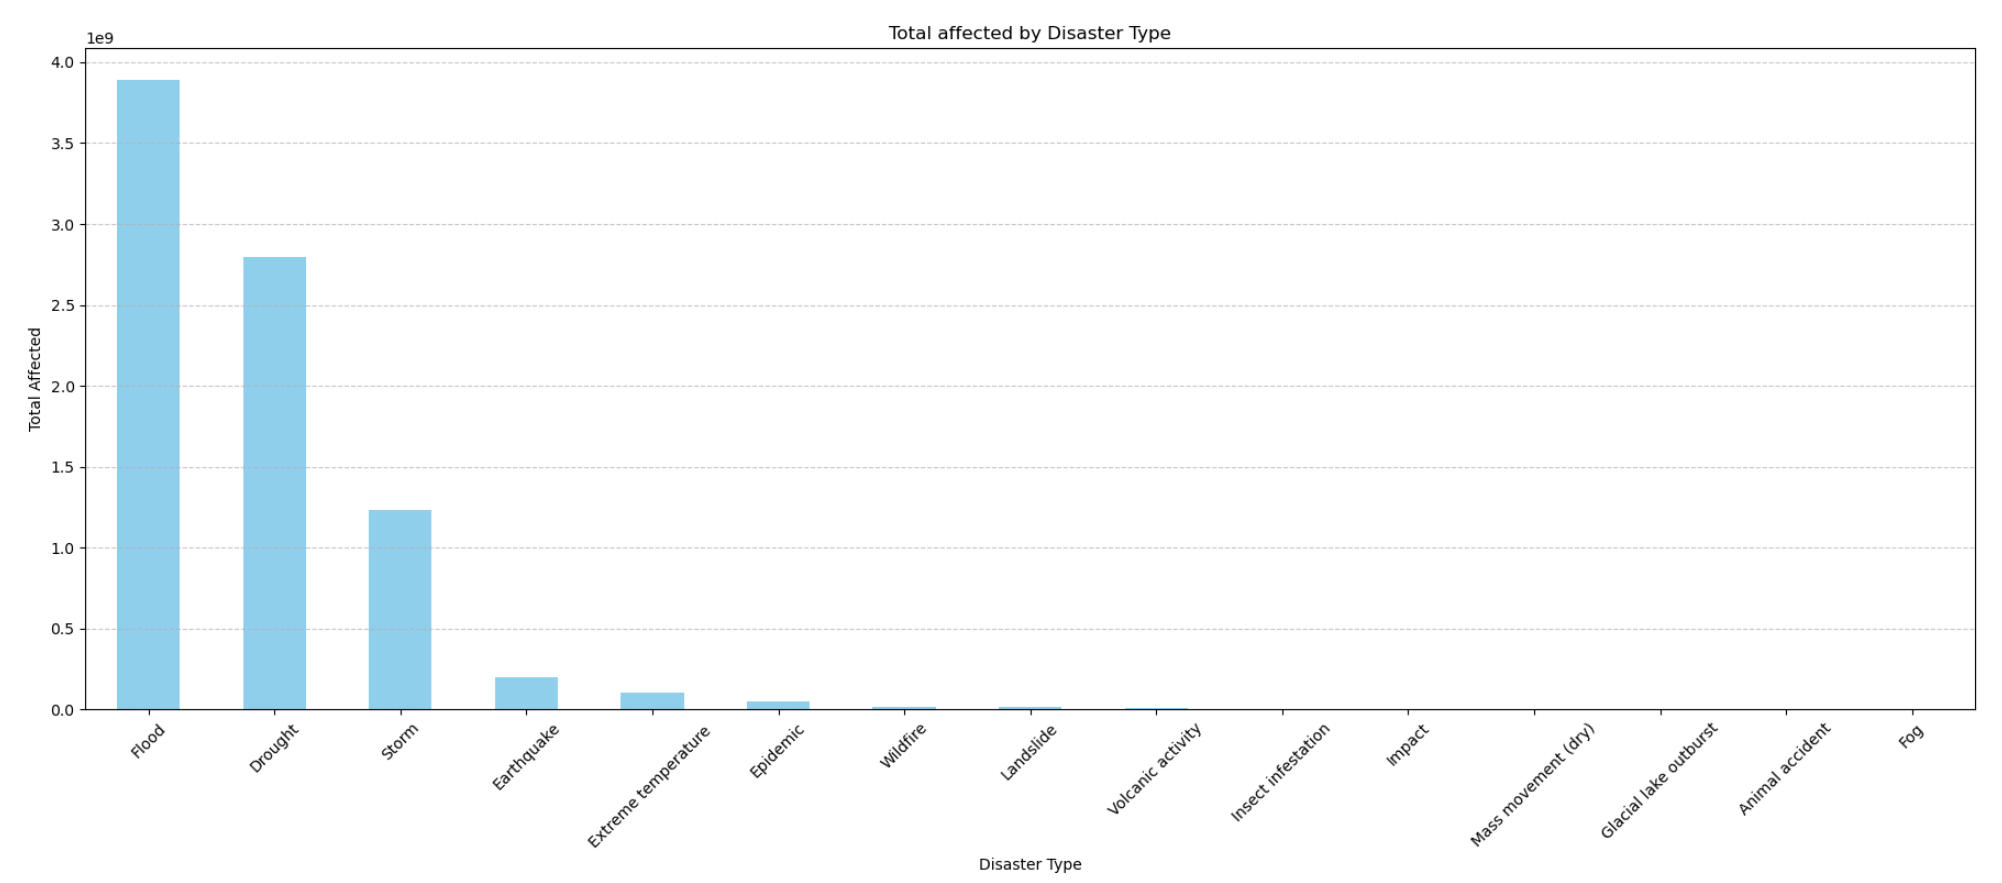 Total affected by Disaster Type
1e9
4.0
3.5
3.0
2.5
2.0
1.5
1.0
0.5
0.0
Total Affected
Flood
Drought
Storm
Earthquake
Extreme temperature
Epidemic
Wildfire
Landslide
Volcanic activity
Insect infestation
Impact
Mass movement (dry)
Glacial lake outburst
Animal accident
Fog
Disaster Type